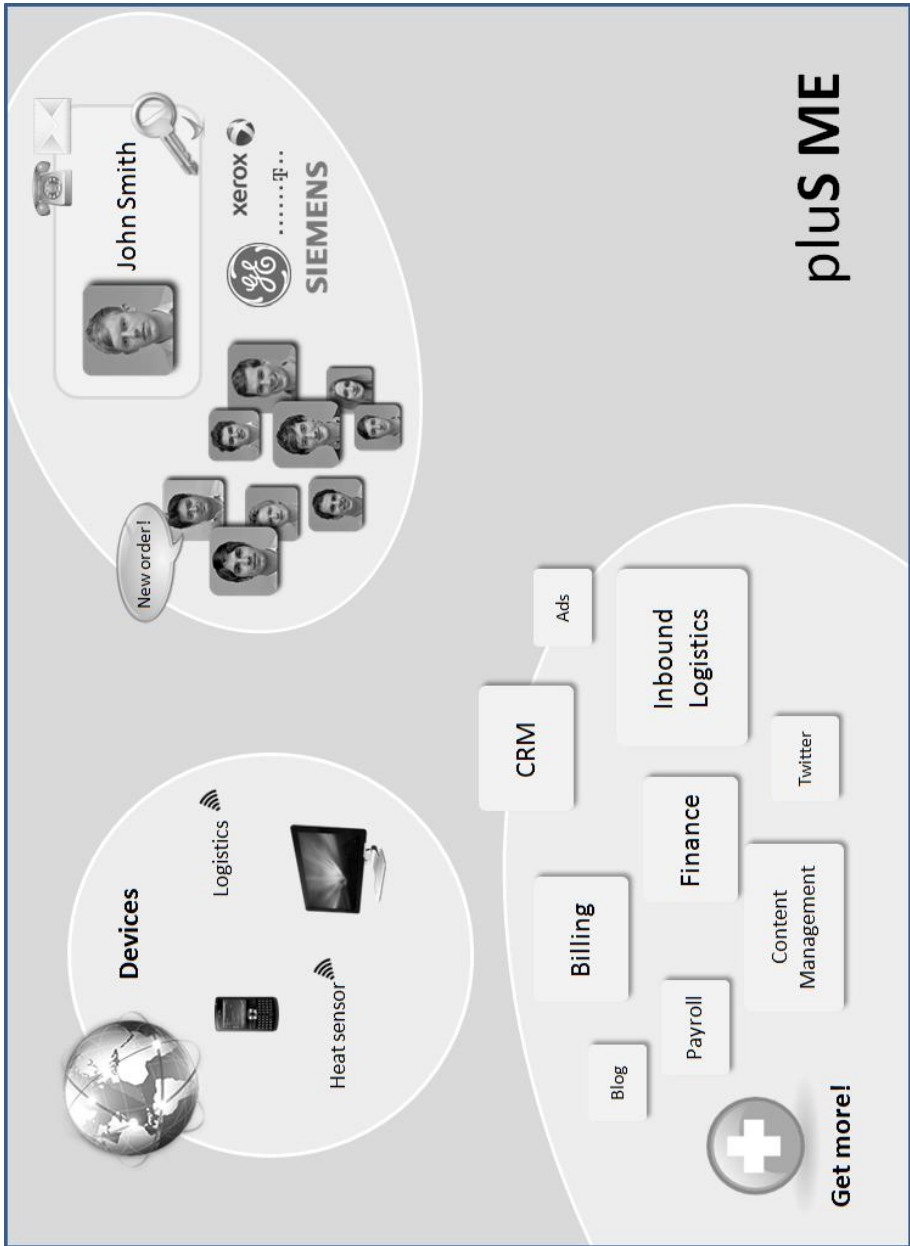 Devices
Logistics
Heat sensor
New order!
John Smith
xerox
GE
T
SIEMENS
CRM
Ads
Billing
Blog
Finance
Inbound
Logistics
Payroll
Content
Management
Twitter
Get more!
pluS ME